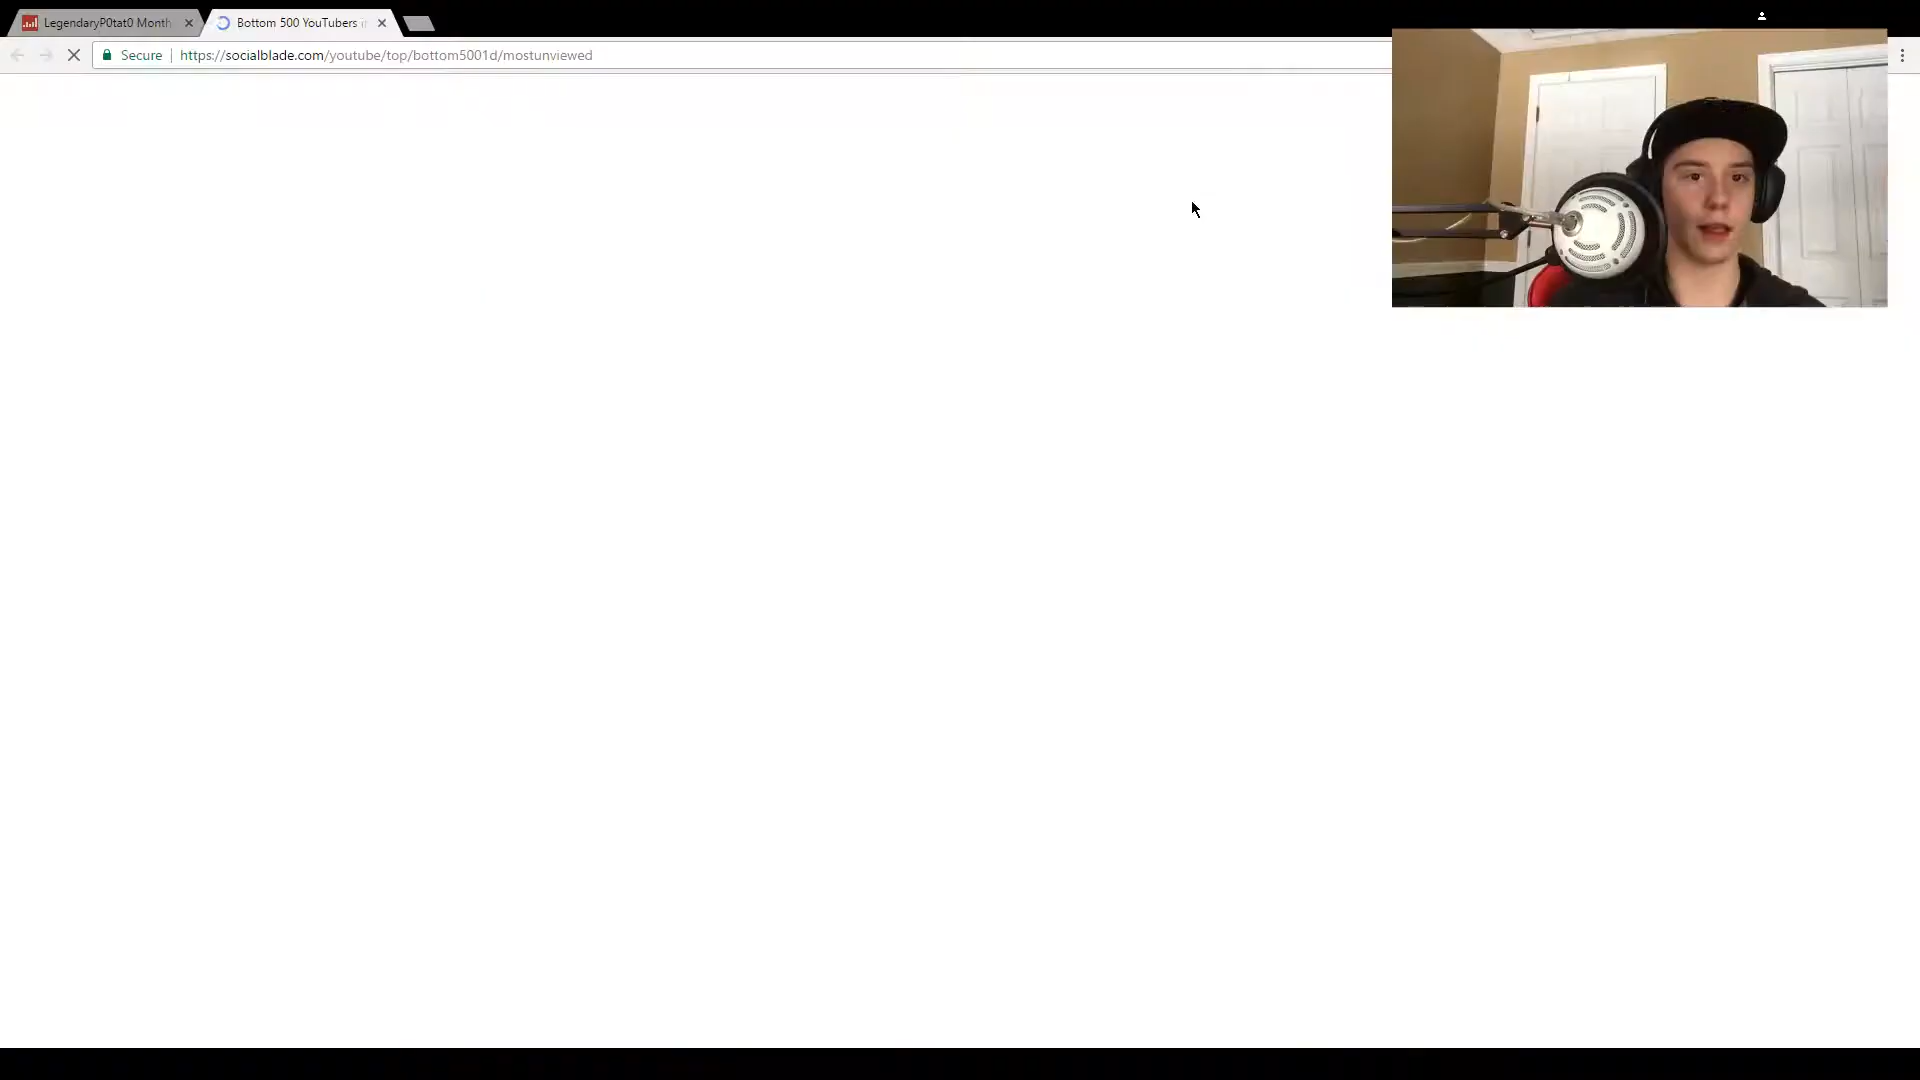 LegendaryP0tat0 Month
Bottom 500 YouTubers i
Secure
https://socialblade.com/youtube/top/bottom5001d/mostunviewed